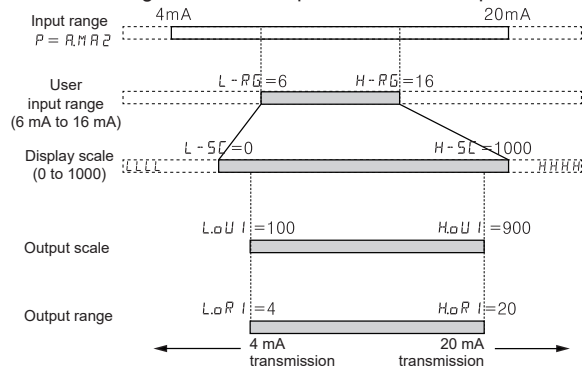 4mA 20mA
Input range
P = A.MA2
L-RG=6 H-RG=16
User
input range
(6 mA to 16 mA)
L-SC=0 H-SC=1000
Display scale
(0 to 1000)
LLLL HHHH
L.oU1=100 H.oU1=900
Output scale
L.oR1=4 H.oR1=20
Output range
4 mA
transmission
20 mA
transmission